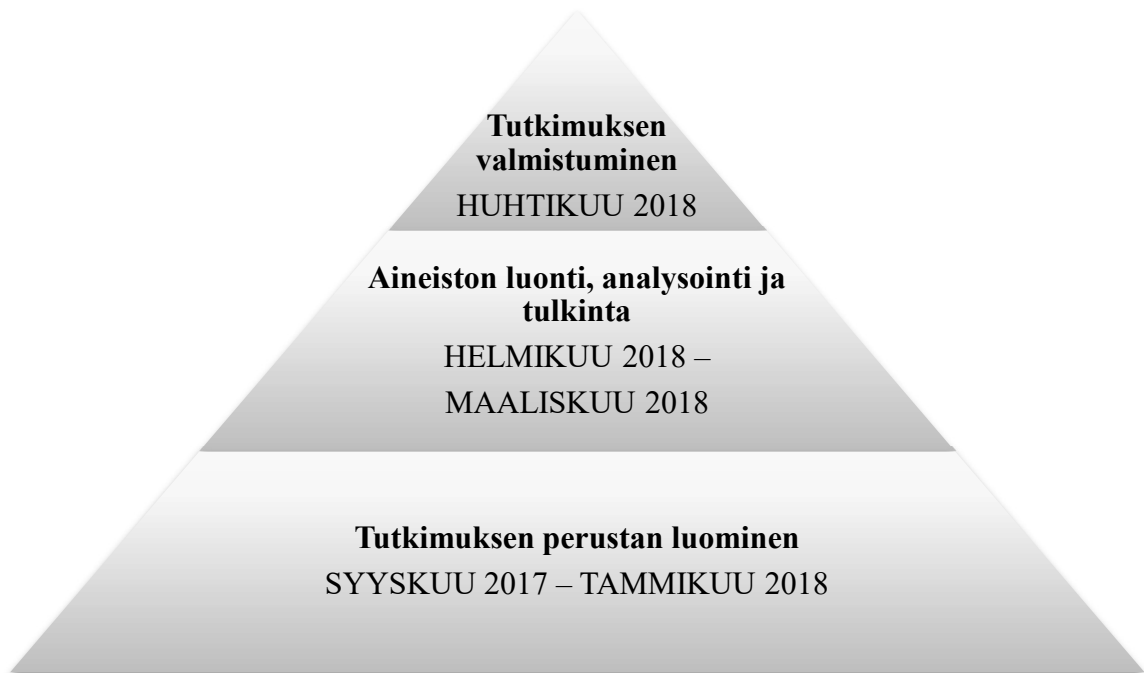 Tutkimuksen
valmistuminen
HUHTIKUU 2018
Aineiston luonti, analysointi ja
tulkinta
HELMIKUU 2018 –
MAALISKUU 2018
Tutkimuksen perustan luominen
SYYSKUU 2017 – TAMMIKUU 2018